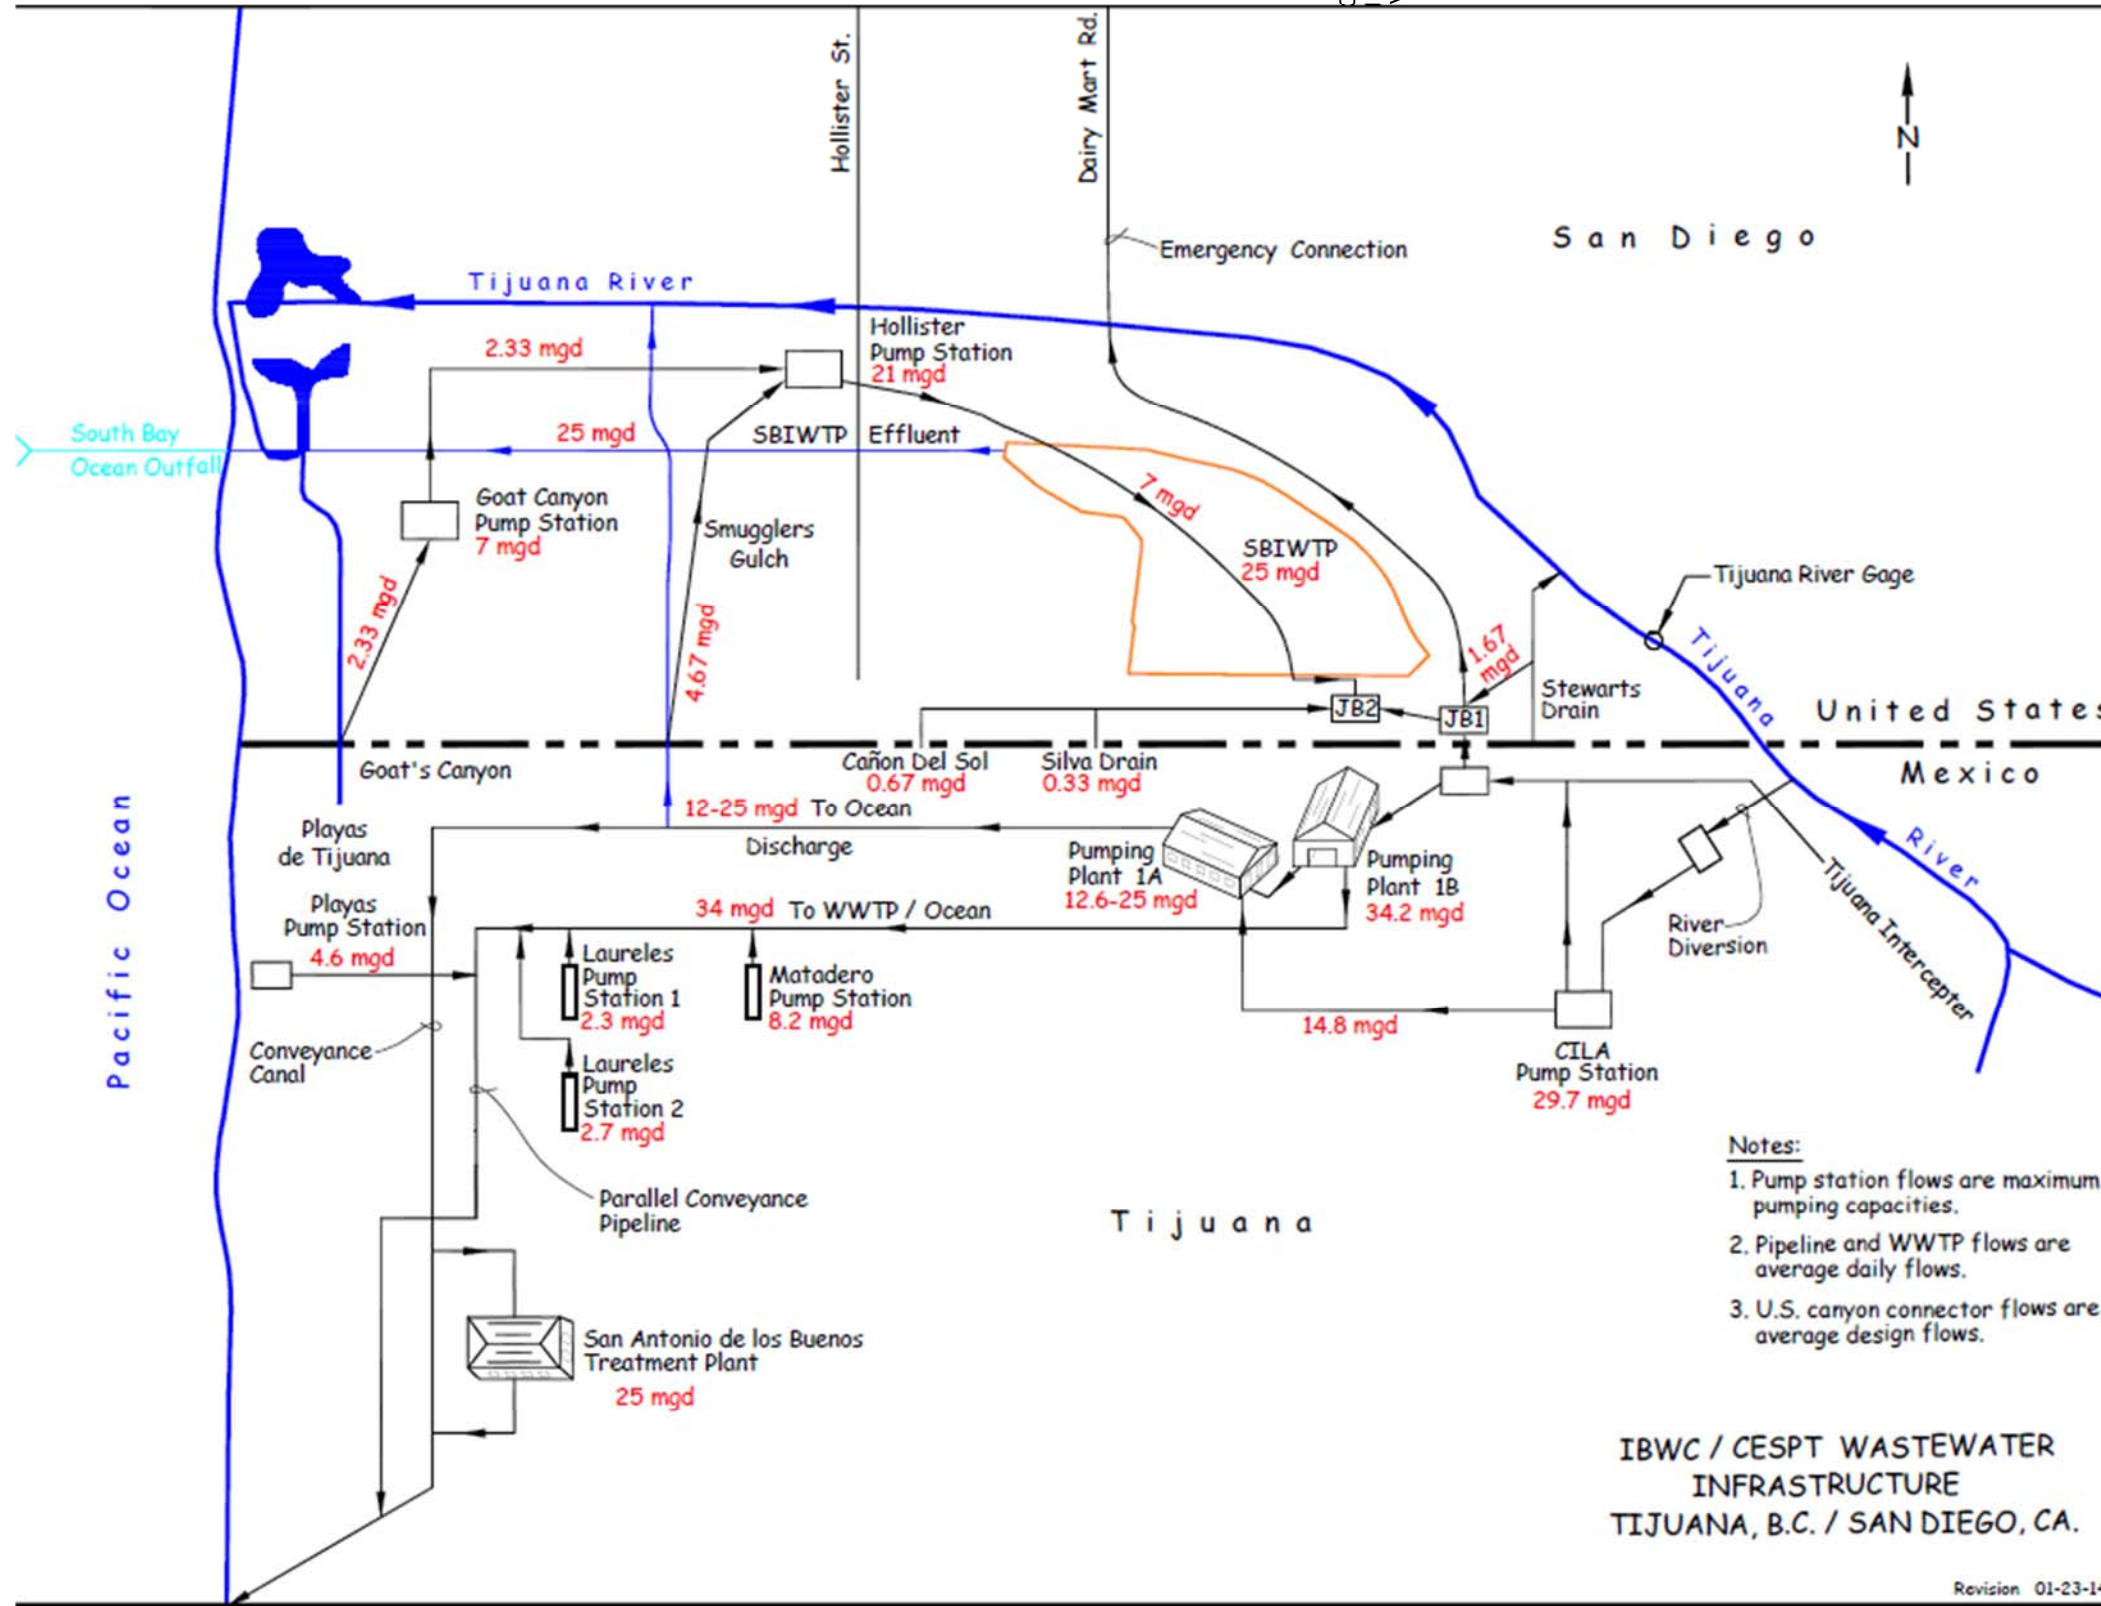 Hollister St.
Dairy Mart Rd.
N
San Diego
Emergency Connection
Tijuana River
Hollister
Pump Station
21 mgd
2.33 mgd
South Bay
Ocean Outfall
25 mgd
SBIWTP Effluent
7 mgd
Goat Canyon
Pump Station
7 mgd
Smugglers
Gulch
SBIWTP
25 mgd
Tijuana River Gage
2.33 mgd
4.67 mgd
1.67
mgd
Tijuana
Stewarts
Drain
JB2
JB1
United States
Goat's Canyon
Cañon Del Sol
0.67 mgd
Silva Drain
0.33 mgd
Mexico
12-25 mgd To Ocean
Discharge
Playas
de Tijuana
Pumping
Plant 1A
12.6-25 mgd
Pumping
Plant 1B
34.2 mgd
River
Tijuana Intercepter
Pacific Ocean
Playas
Pump Station
4.6 mgd
34 mgd To WWTP / Ocean
River
Diversion
Laureles
Pump
Station 1
2.3 mgd
Matadero
Pump Station
8.2 mgd
14.8 mgd
Conveyance
Canal
Laureles
Pump
Station 2
2.7 mgd
CILA
Pump Station
29.7 mgd
Parallel Conveyance
Pipeline
Tijuana
Notes:
1. Pump station flows are maximum
pumping capacities.
2. Pipeline and WWTP flows are
average daily flows.
3. U.S. canyon connector flows are
average design flows.
San Antonio de los Buenos
Treatment Plant
25 mgd
IBWC / CESPT WASTEWATER
INFRASTRUCTURE
TIJUANA, B.C. / SAN DIEGO, CA.
Revision 01-23-14